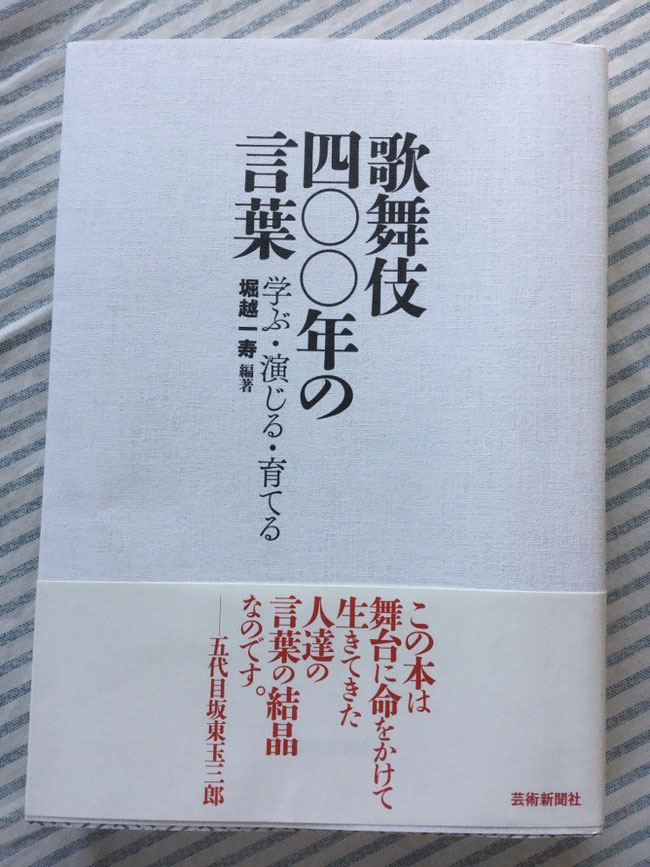 歌舞伎
四〇〇年の
言葉
学ぶ・演じる・育てる
堀越一寿 編著
この本は
舞台に命をかけて
生きてきた
人達の
言葉の結晶
なのです。
――五代目坂東玉三郎
芸術新聞社